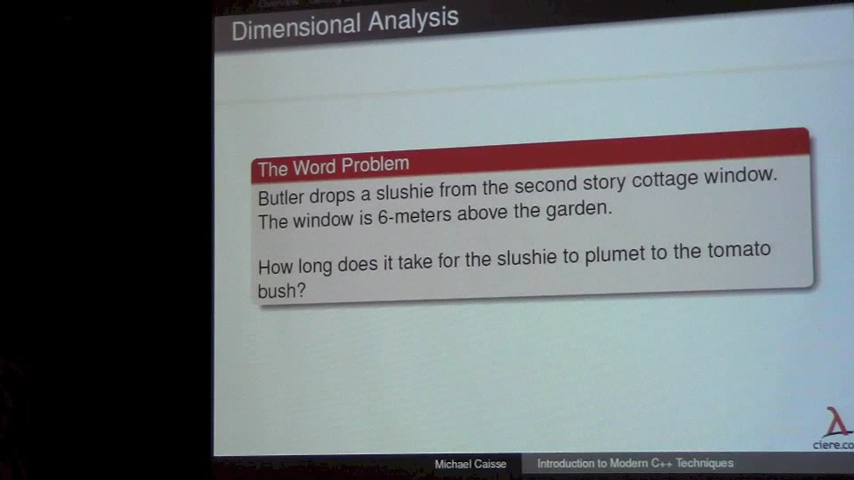 Dimensional Analysis
The Word Problem
Butler drops a slushie from the second story cottage window.
The window is 6-meters above the garden.
How long does it take for the slushie to plumet to the tomato
bush?
λ
ciere.co
Michael Caisse
Introduction to Modern C++ Techniques